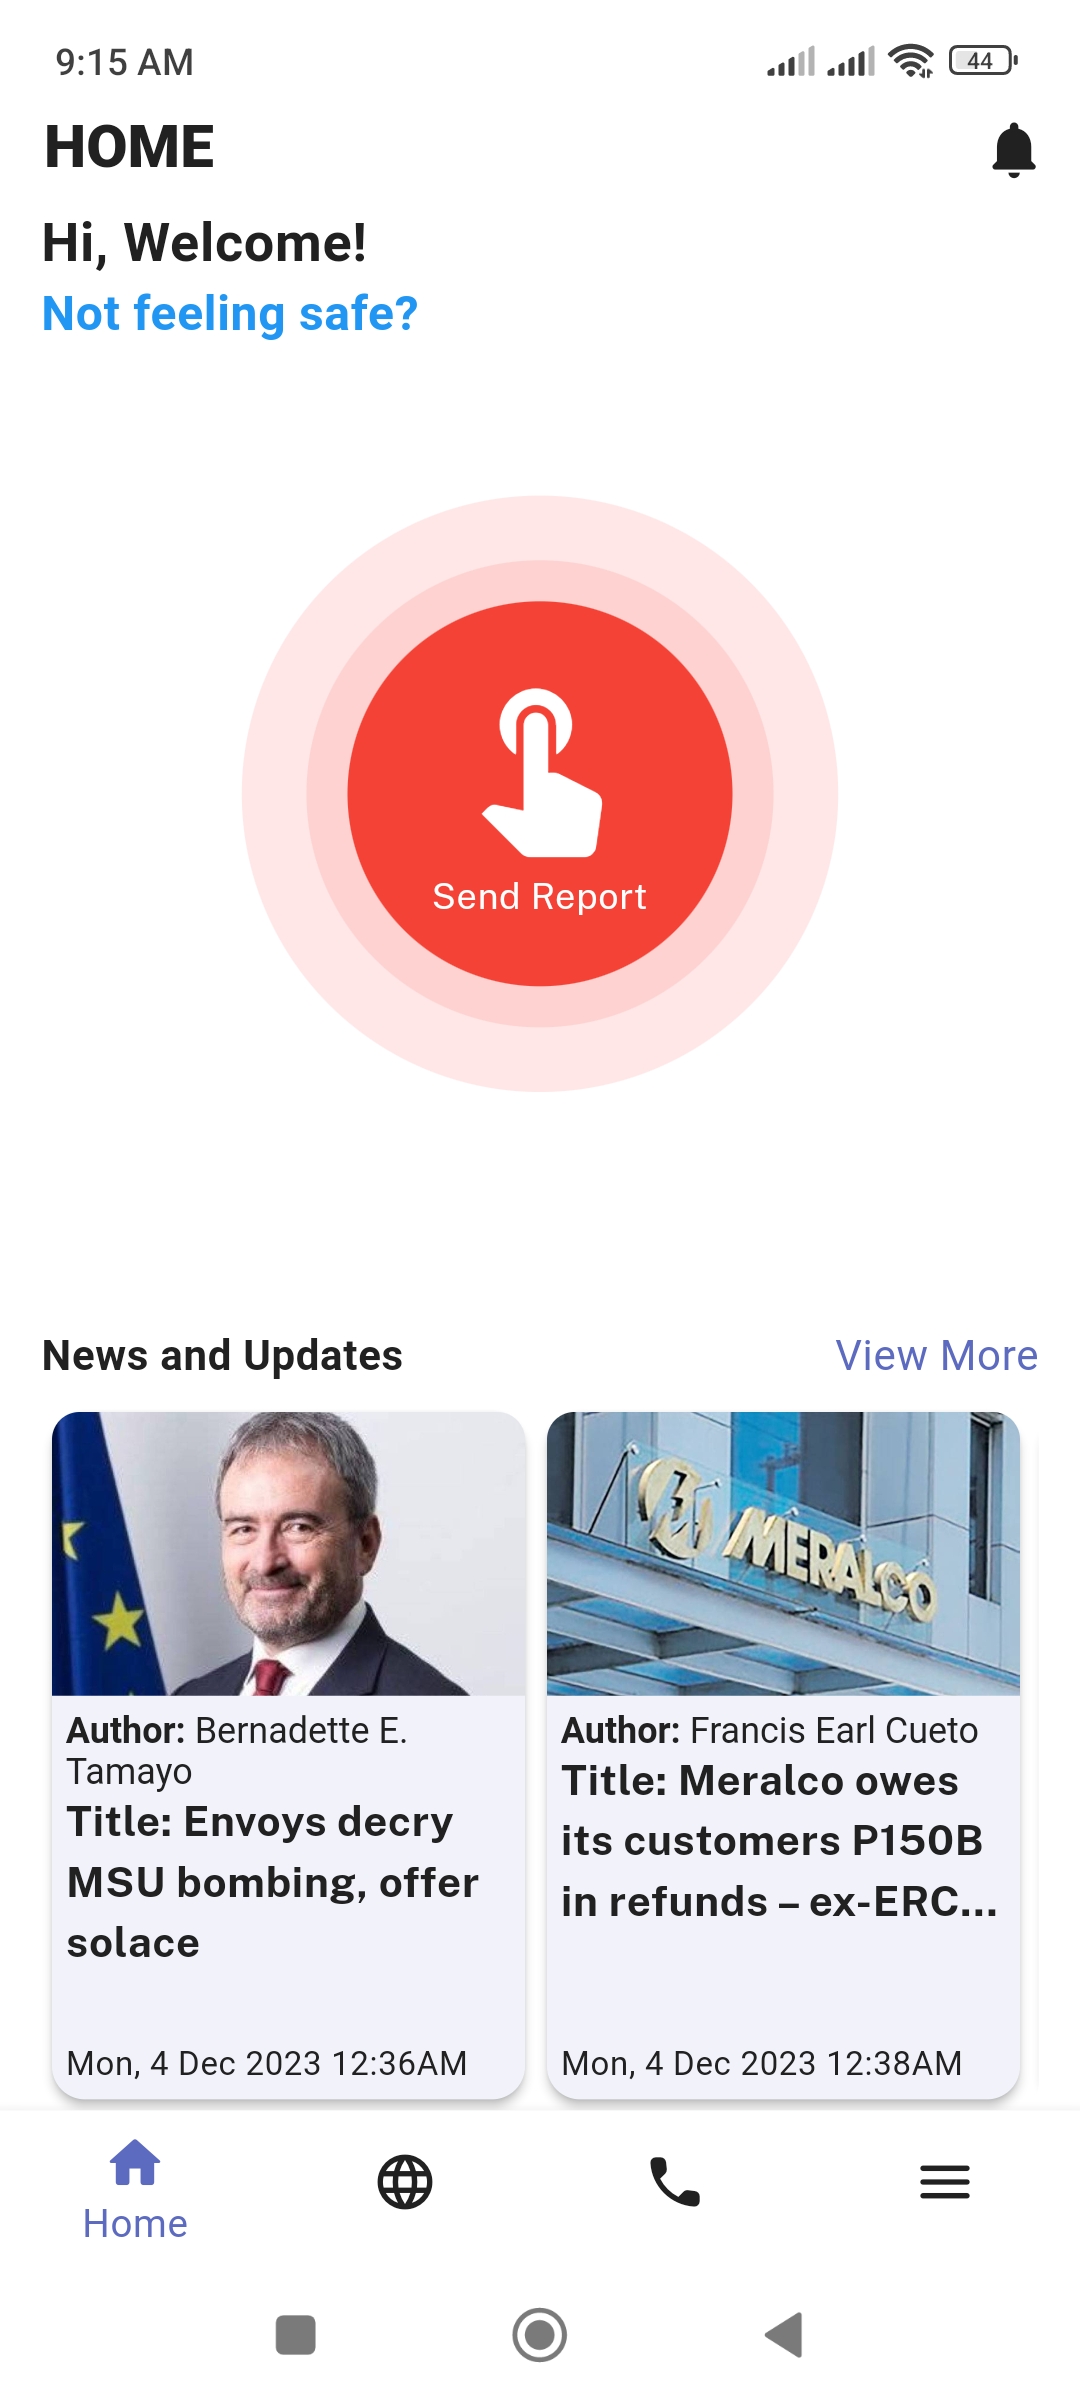 9:15 AM
44
HOME
Hi, Welcome!
Not feeling safe?
Send Report
News and Updates
View More
MERALCO
Author: Bernadette E.
Tamayo
Title: Envoys decry
MSU bombing, offer
solace
Mon, 4 Dec 2023 12:36AM
Author: Francis Earl Cueto
Title: Meralco owes
its customers P150B
in refunds – ex-ERC...
Mon, 4 Dec 2023 12:38AM
Home